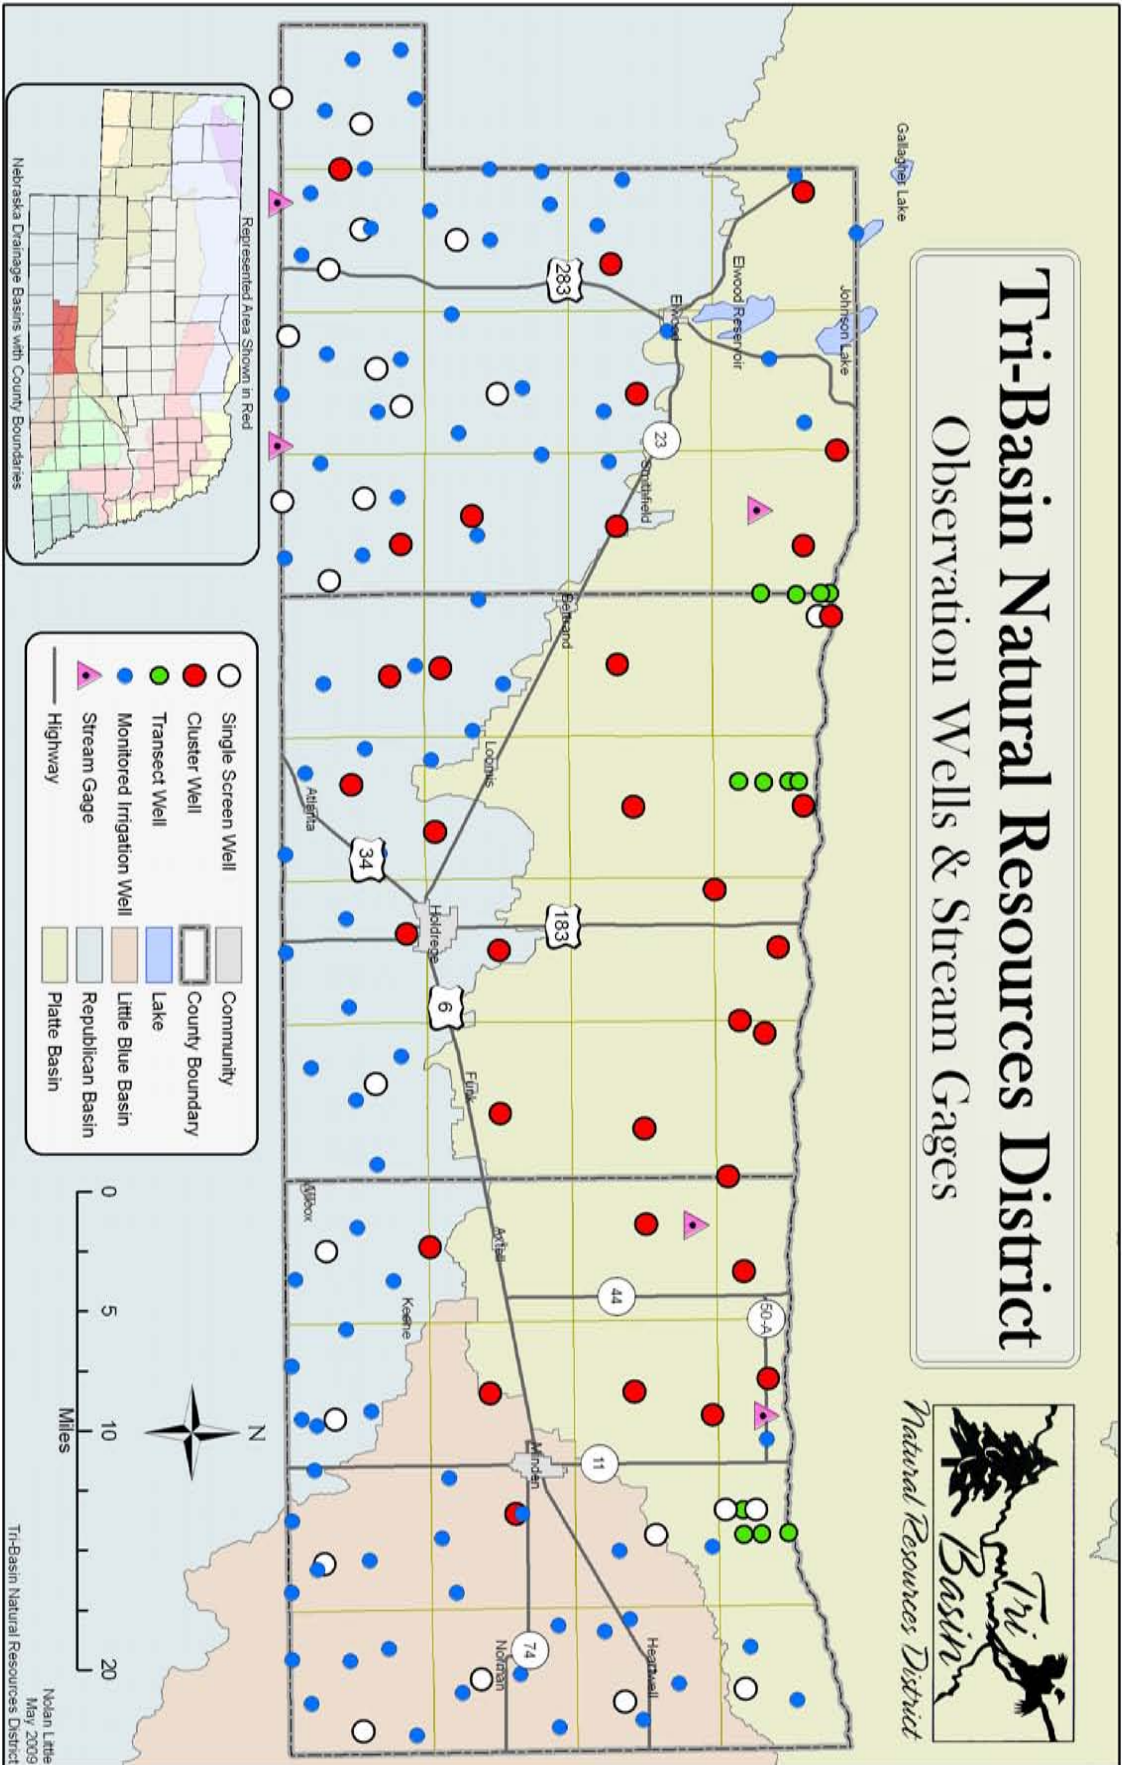 Tri-Basin Natural Resources District
Observation Wells & Stream Gages
Tri
Basin
Natural Resources District
Gallagher Lake
Johnson Lake
Elwood Reservoir
Elwood
283
23
Smithfield
Bertrand
Loomis
Atlanta
34
Holdrege
183
6
Funk
Wilcox
Axtell
Keene
44
50-A
11
Minden
Heartwell
74
Norman
Represented Area Shown in Red
Nebraska Drainage Basins with County Boundaries
Single Screen Well
Cluster Well
Transect Well
Monitored Irrigation Well
Stream Gage
Highway
Community
County Boundary
Lake
Little Blue Basin
Republican Basin
Platte Basin
0 5 10 20
Miles
N
Nolan Little
May 2009
Tri-Basin Natural Resources District